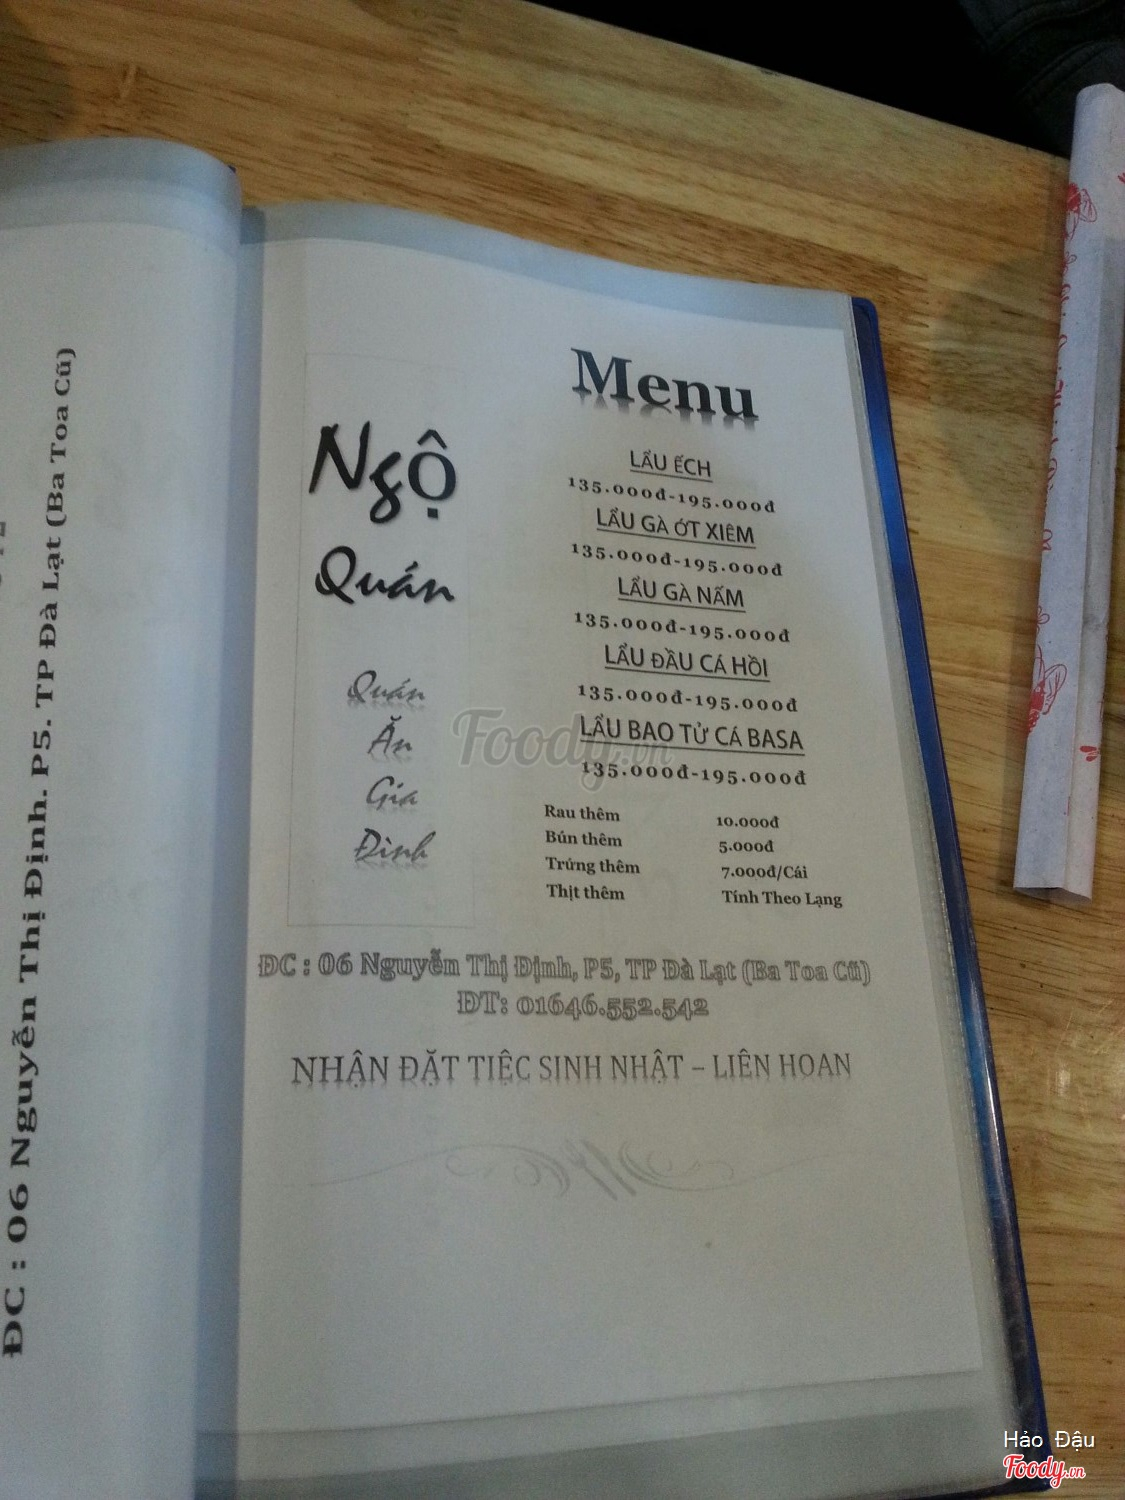 ĐC : 06 Nguyễn Thị Định. P5. TP Đà Lạt (Ba Toa Cũ)
Ngộ
Quán
Quán
Ăn
Gia
Đình
Menu
LẨU ẾCH
135.000đ-195.000đ
LẨU GÀ ỚT XIÊM
135.000đ-195.000đ
LẨU GÀ NẤM
135.000đ-195.000đ
LẨU ĐẦU CÁ HỒI
135.000đ-195.000đ
LẨU BAO TỬ CÁ BASA
135.000đ-195.000đ
Rau thêm 10.000đ
Bún thêm 5.000đ
Trứng thêm 7.000đ/Cái
Thịt thêm Tính Theo Lạng
ĐC : 06 Nguyễn Thị Định, P5, TP Đà Lạt (Ba Toa Cũ)
ĐT: 01646.552.542
NHẬN ĐẶT TIỆC SINH NHẬT – LIÊN HOAN
Foody.vn
Hảo Đậu
Foody.vn